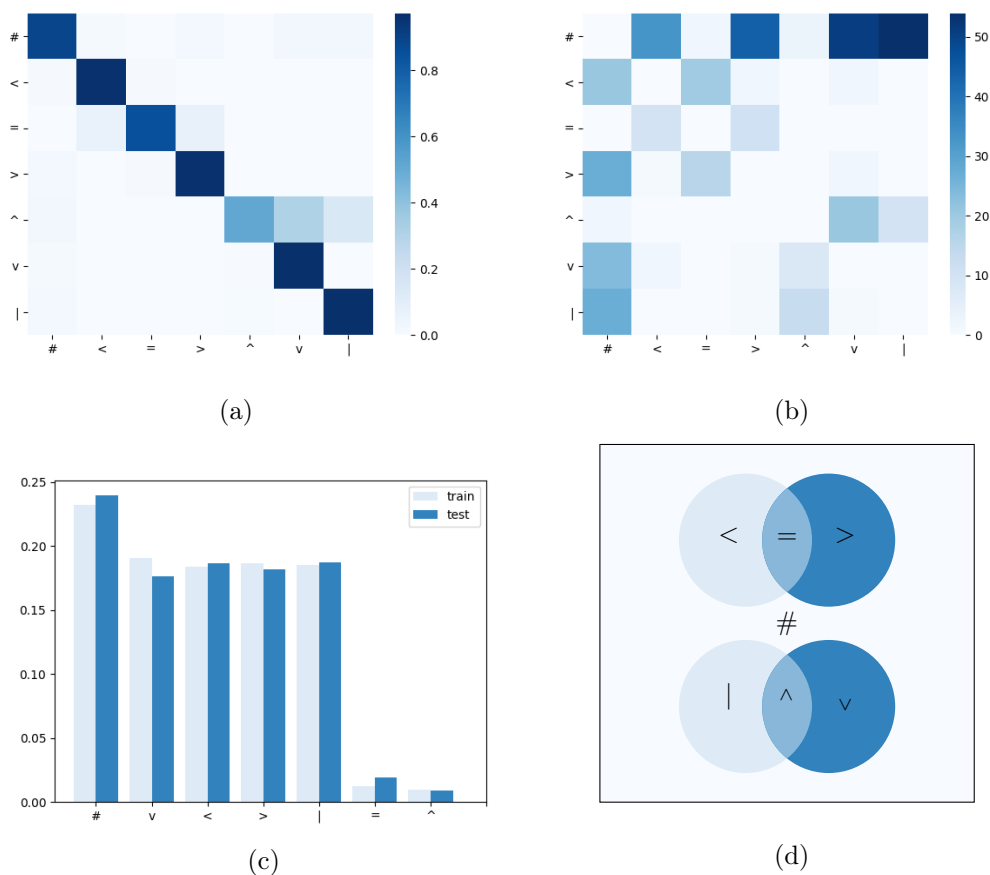 #
<
=
>
^
v
|
# < = > ^ v |
0.8
0.6
0.4
0.2
0.0
(a)
#
<
=
>
^
v
|
# < = > ^ v |
50
40
30
20
10
0
(b)
0.25
0.20
0.15
0.10
0.05
0.00
train
test
# v < > | = ^
(c)
< = >
#
| ^ v
(d)